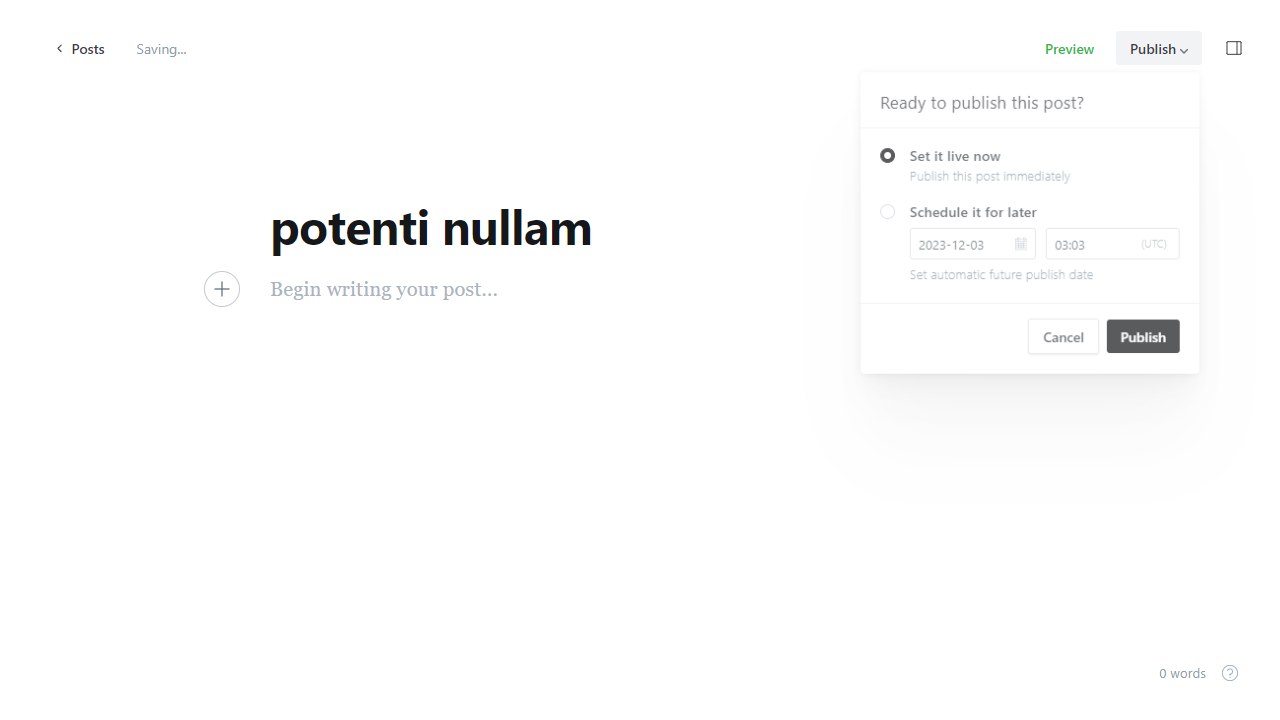 Posts
Saving...
Preview
Publish
Ready to publish this post?
Set it live now
Publish this post immediately
Schedule it for later
2023-12-03
03:03
(UTC)
Set automatic future publish date
Cancel
Publish
potenti nullam
Begin writing your post...
0 words
?